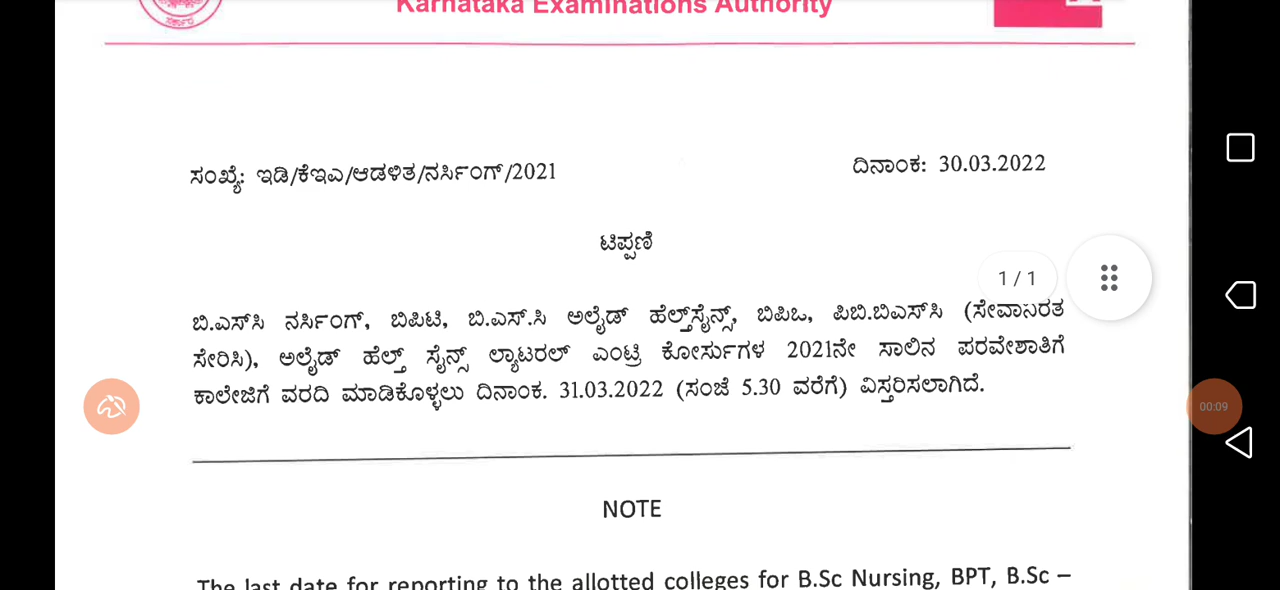 Karnataka Examinations Authority
ಸಂಖ್ಯೆ: ಇಡಿ/ಕೆಇಎ/ಆಡಳಿತ/ನರ್ಸಿಂಗ್/2021
ದಿನಾಂಕ: 30.03.2022
ಟಿಪ್ಪಣಿ
1 / 1
ಬಿ.ಎಸ್‌ಸಿ ನರ್ಸಿಂಗ್, ಬಿಪಿಟಿ, ಬಿ.ಎಸ್.ಸಿ ಅಲೈಡ್ ಹೆಲ್ತ್‌ಸೈನ್ಸ್, ಬಿಪಿಒ, ಪಿಬಿ.ಬಿಎಸ್‌ಸಿ (ಸೇವಾನಿರತ
ಸೇರಿಸಿ), ಅಲೈಡ್ ಹೆಲ್ತ್ ಸೈನ್ಸ್ ಲ್ಯಾಟರಲ್ ಎಂಟ್ರಿ ಕೋರ್ಸುಗಳ 2021ನೇ ಸಾಲಿನ ಪರವೇಶಾತಿಗೆ
ಕಾಲೇಜಿಗೆ ವರದಿ ಮಾಡಿಕೊಳ್ಳಲು ದಿನಾಂಕ. 31.03.2022 (ಸಂಜೆ 5.30 ವರೆಗೆ) ವಿಸ್ತರಿಸಲಾಗಿದೆ.
00:09
NOTE
The last date for reporting to the allotted colleges for B.Sc Nursing, BPT, B.Sc –